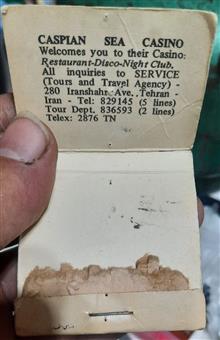 CASPIAN SEA CASINO
Welcomes you to their Casino:
Restaurant-Disco-Night Club.
All inquiries to SERVICE
(Tours and Travel Agency) -
280 Iranshahr Ave., Tehran -
Iran - Tel: 829145 (5 lines)
Tour Dept. 836593 (2 lines)
Telex: 2876 TN